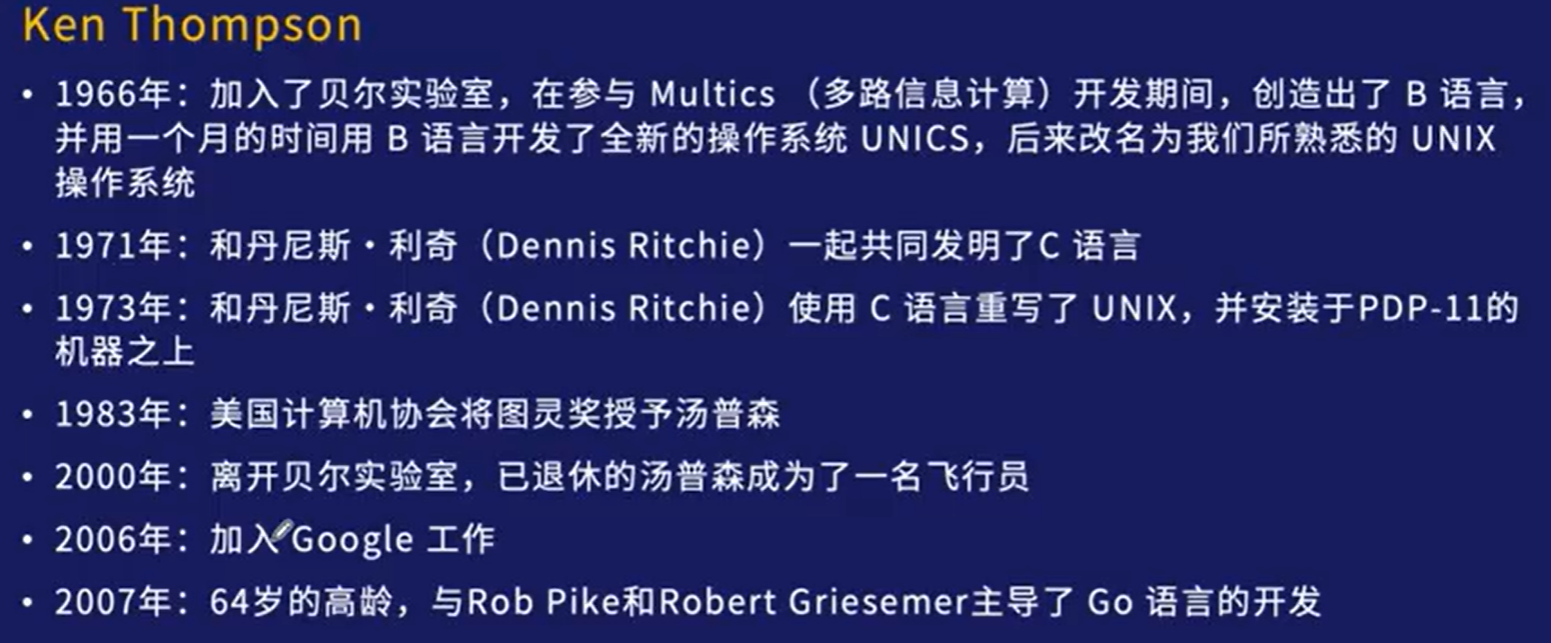 Ken Thompson
• 1966年：加入了贝尔实验室，在参与 Multics （多路信息计算）开发期间，创造出了 B 语言，
并用一个月的时间用 B 语言开发了全新的操作系统 UNICS，后来改名为我们所熟悉的 UNIX
操作系统
• 1971年：和丹尼斯·利奇（Dennis Ritchie）一起共同发明了C 语言
• 1973年：和丹尼斯·利奇（Dennis Ritchie）使用 C 语言重写了 UNIX，并安装于PDP-11的
机器之上
• 1983年：美国计算机协会将图灵奖授予汤普森
• 2000年：离开贝尔实验室，已退休的汤普森成为了一名飞行员
• 2006年：加入Google 工作
• 2007年：64岁的高龄，与Rob Pike和Robert Griesemer主导了 Go 语言的开发